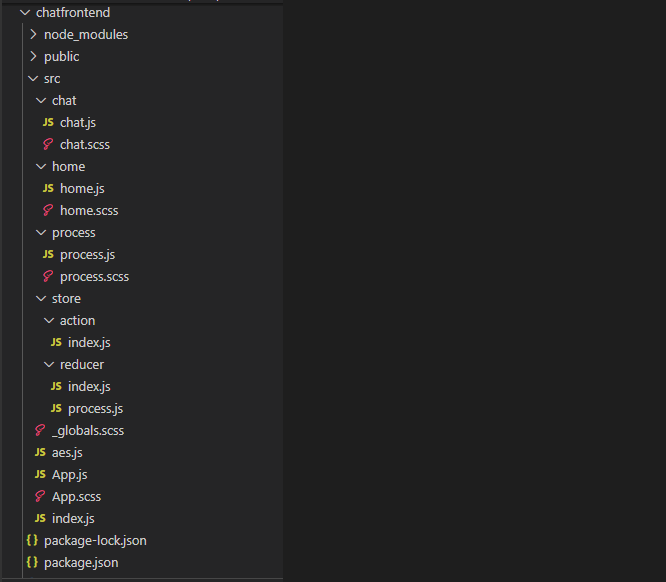 chatfrontend
node_modules
public
src
chat
JS chat.js
chat.scss
home
JS home.js
home.scss
process
JS process.js
process.scss
store
action
JS index.js
reducer
JS index.js
JS process.js
_globals.scss
JS aes.js
JS App.js
App.scss
JS index.js
{} package-lock.json
{} package.json